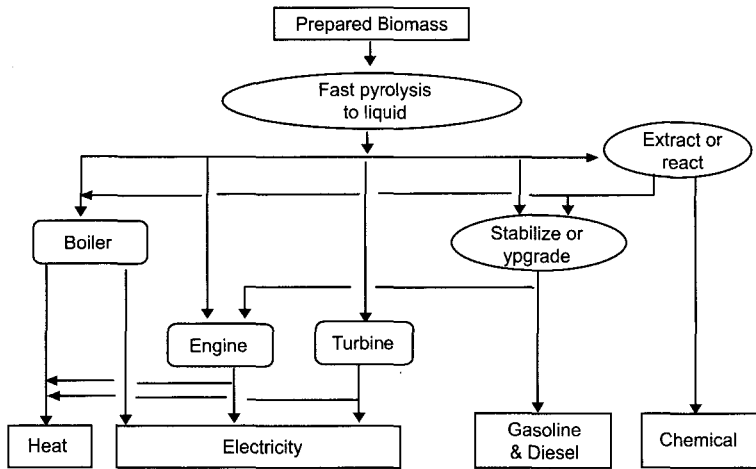 Prepared Biomass
Fast pyrolysis
to liquid
Extract or
react
Boiler
Stabilize or
ypgrade
Engine
Turbine
Heat
Electricity
Gasoline
& Diesel
Chemical